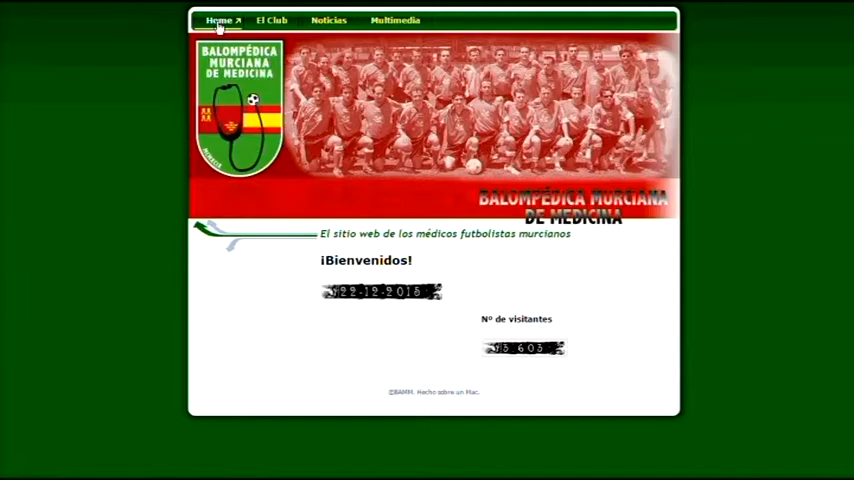 Home El Club Noticias Multimedia
BALOMPÉDICA
MURCIANA
DE MEDICINA
BALOMPÉDICA MURCIANA
DE MEDICINA
El sitio web de los médicos futbolistas murcianos
¡Bienvenidos!
22-12-2015
Nº de visitantes
©BAMM. Hecho sobre un Mac.